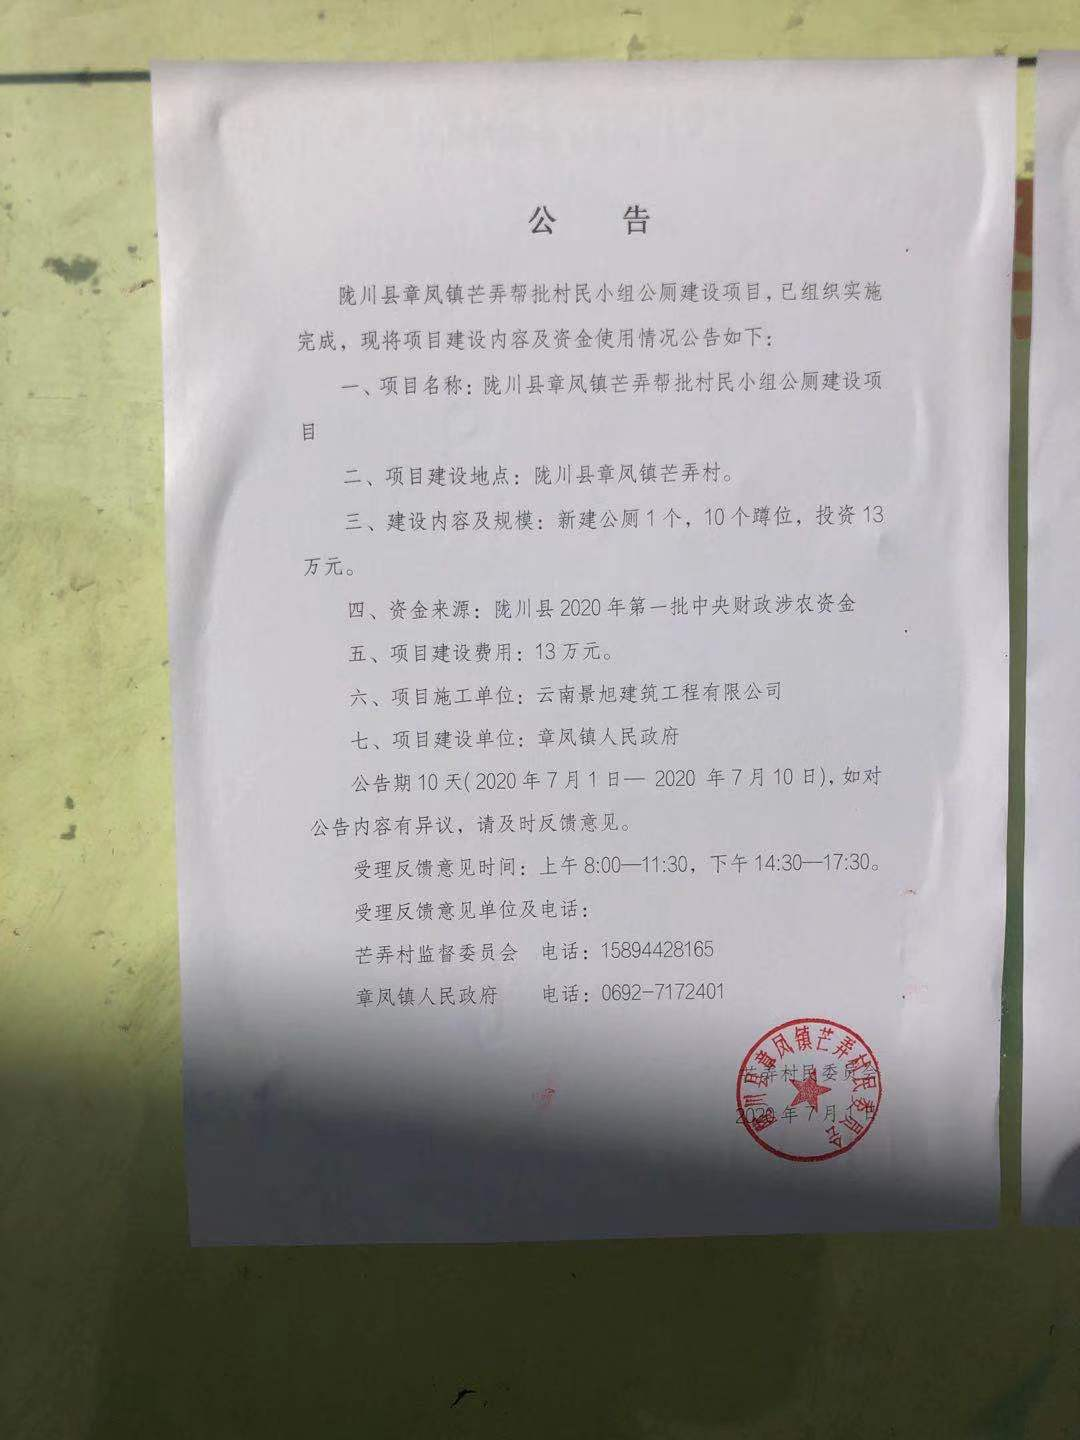 公 告
陇川县章凤镇芒弄帮批村民小组公厕建设项目，已组织实施
完成，现将项目建设内容及资金使用情况公告如下：
一、项目名称：陇川县章凤镇芒弄帮批村民小组公厕建设项
目
二、项目建设地点：陇川县章凤镇芒弄村。
三、建设内容及规模：新建公厕1个，10个蹲位，投资13
万元。
四、资金来源：陇川县2020年第一批中央财政涉农资金
五、项目建设费用：13万元。
六、项目施工单位：云南景旭建筑工程有限公司
七、项目建设单位：章凤镇人民政府
公告期10天(2020年7月1日— 2020 年7月10日)，如对
公告内容有异议，请及时反馈意见。
受理反馈意见时间：上午8:00—11:30，下午14:30—17:30。
受理反馈意见单位及电话：
芒弄村监督委员会 电话：15894428165
章凤镇人民政府 电话：0692-7172401
芒弄村民委员会
2020年7月1日
陇川县章凤镇芒弄村民委员会